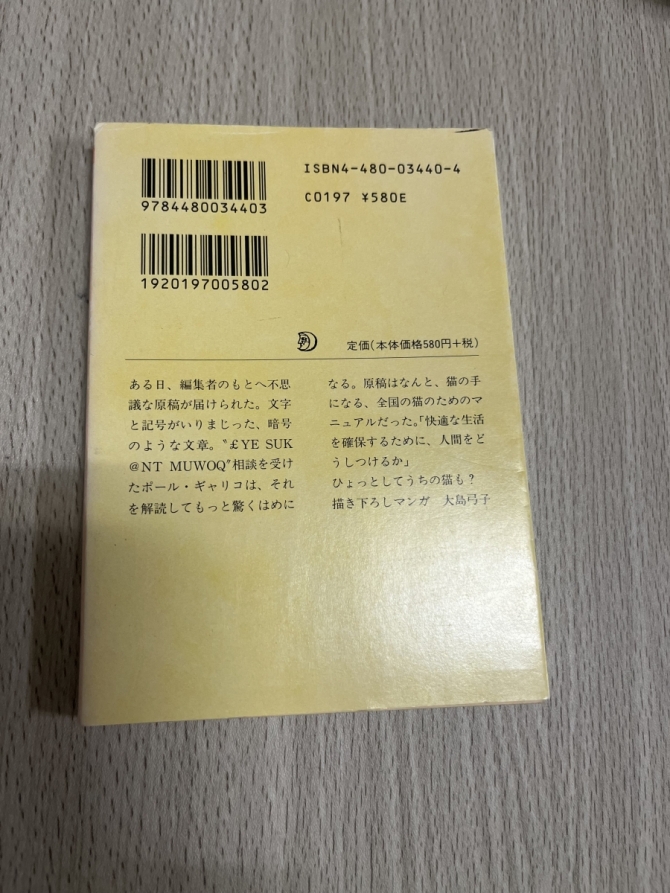 ISBN4-480-03440-4
9784480034403
C0197 ¥580E
1920197005802
定価(本体価格580円+税)
ある日、編集者のもとへ不思
議な原稿が届けられた。文字
と記号がいりまじった、暗号
のような文章。〝£YE SUK
@NT MUWOQ〞相談を受け
たポール・ギャリコは、それ
を解読してもっと驚くはめに
なる。原稿はなんと、猫の手
になる、全国の猫のためのマ
ニュアルだった。「快適な生活
を確保するために、人間をど
うしつけるか」
ひょっとしてうちの猫も?
描き下ろしマンガ 大島弓子